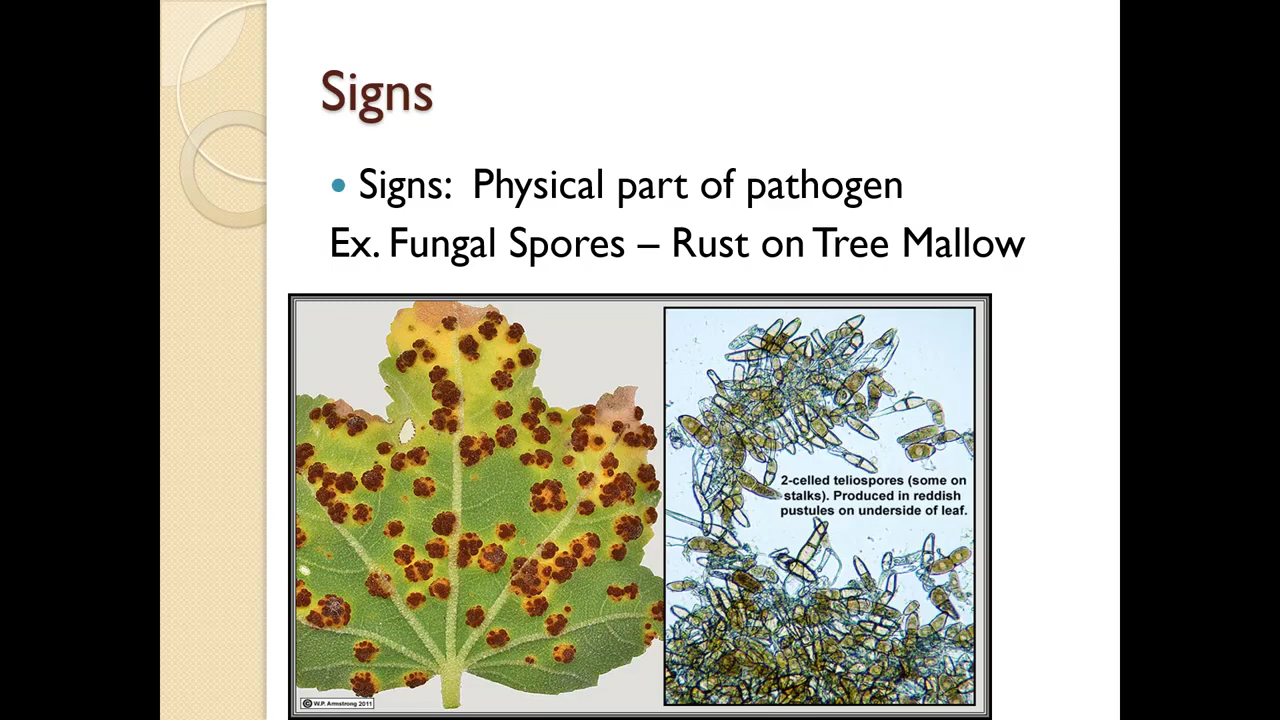 Signs
• Signs: Physical part of pathogen
Ex. Fungal Spores – Rust on Tree Mallow
2-celled teliospores (some on
stalks). Produced in reddish
pustules on underside of leaf.
© W.P. Armstrong 2011